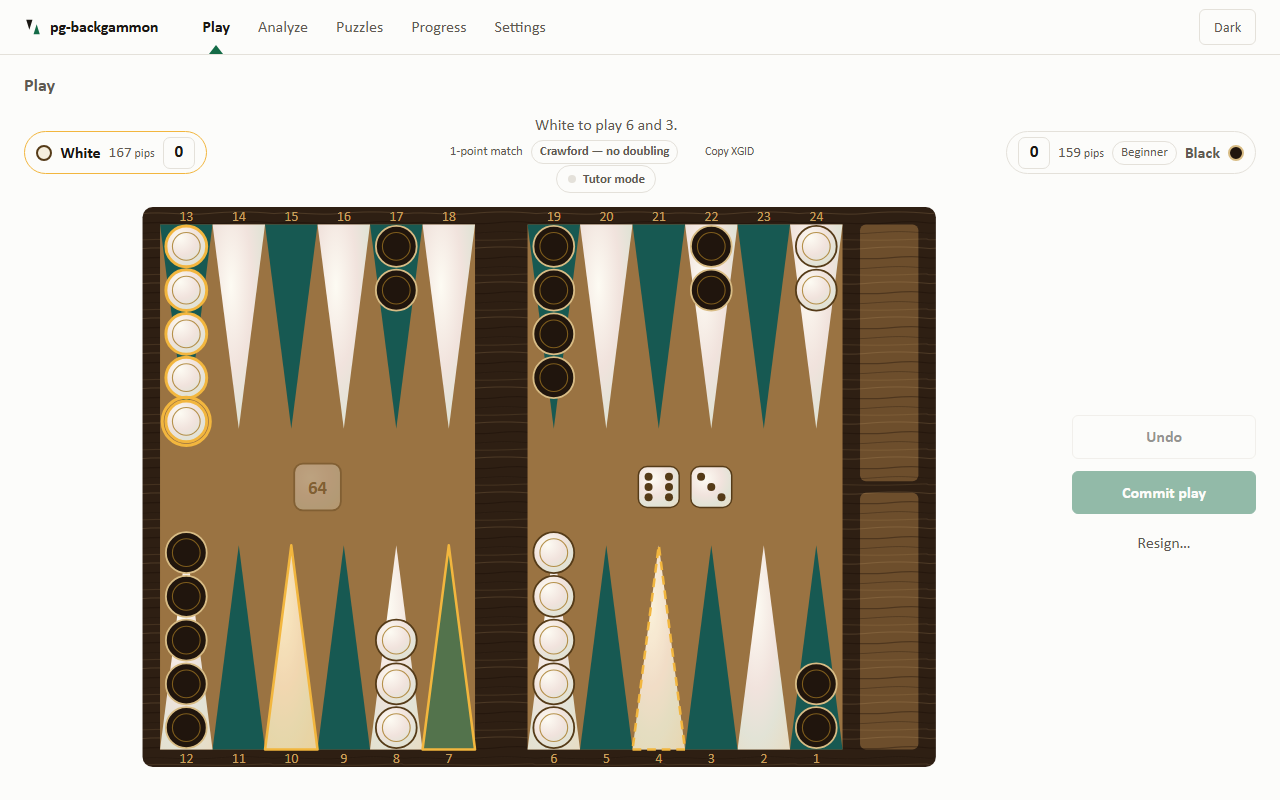 pg-backgammon Play Analyze Puzzles Progress Settings Dark
Play
White to play 6 and 3.
White 167 pips 0
1-point match Crawford — no doubling Copy XGID
0 159 pips Beginner Black
Tutor mode
13 14 15 16 17 18 19 20 21 22 23 24
64
Undo
Commit play
Resign...
12 11 10 9 8 7 6 5 4 3 2 1